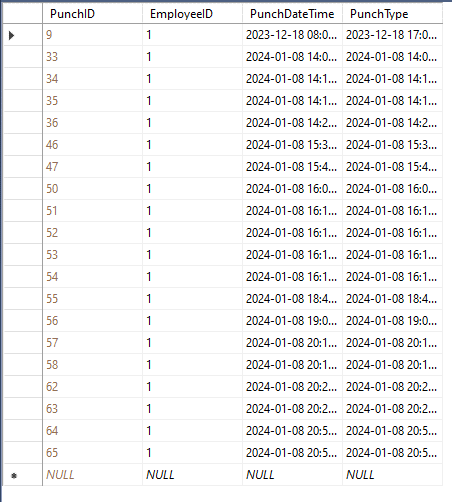 PunchID EmployeeID PunchDateTime PunchType
9 1 2023-12-18 08:0... 2023-12-18 17:0...
33 1 2024-01-08 14:0... 2024-01-08 14:0...
34 1 2024-01-08 14:1... 2024-01-08 14:1...
35 1 2024-01-08 14:1... 2024-01-08 14:1...
36 1 2024-01-08 14:2... 2024-01-08 14:2...
46 1 2024-01-08 15:3... 2024-01-08 15:3...
47 1 2024-01-08 15:4... 2024-01-08 15:4...
50 1 2024-01-08 16:0... 2024-01-08 16:0...
51 1 2024-01-08 16:1... 2024-01-08 16:1...
52 1 2024-01-08 16:1... 2024-01-08 16:1...
53 1 2024-01-08 16:1... 2024-01-08 16:1...
54 1 2024-01-08 16:1... 2024-01-08 16:1...
55 1 2024-01-08 18:4... 2024-01-08 18:4...
56 1 2024-01-08 19:0... 2024-01-08 19:0...
57 1 2024-01-08 20:1... 2024-01-08 20:1...
58 1 2024-01-08 20:1... 2024-01-08 20:1...
62 1 2024-01-08 20:2... 2024-01-08 20:2...
63 1 2024-01-08 20:2... 2024-01-08 20:2...
64 1 2024-01-08 20:5... 2024-01-08 20:5...
65 1 2024-01-08 20:5... 2024-01-08 20:5...
NULL NULL NULL NULL